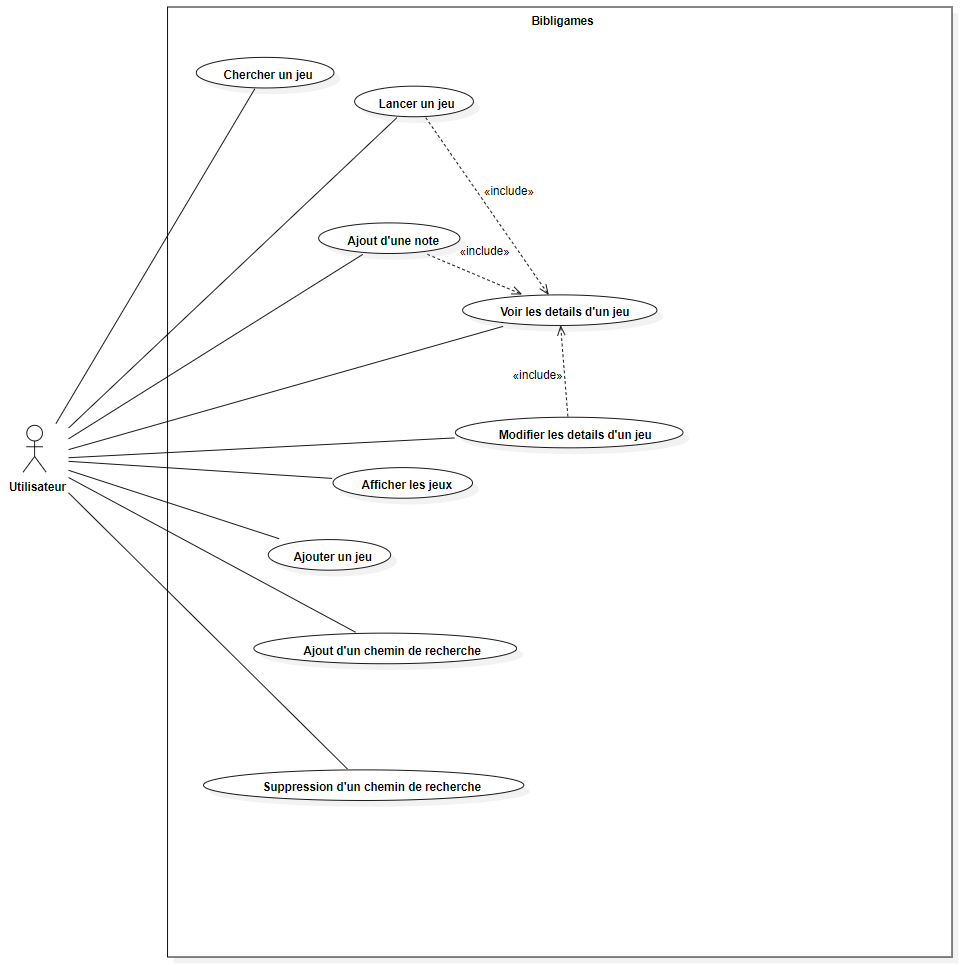 Bibligames
Chercher un jeu
Lancer un jeu
«include»
Ajout d'une note
«include»
Voir les details d'un jeu
«include»
Modifier les details d'un jeu
Utilisateur
Afficher les jeux
Ajouter un jeu
Ajout d'un chemin de recherche
Suppression d'un chemin de recherche